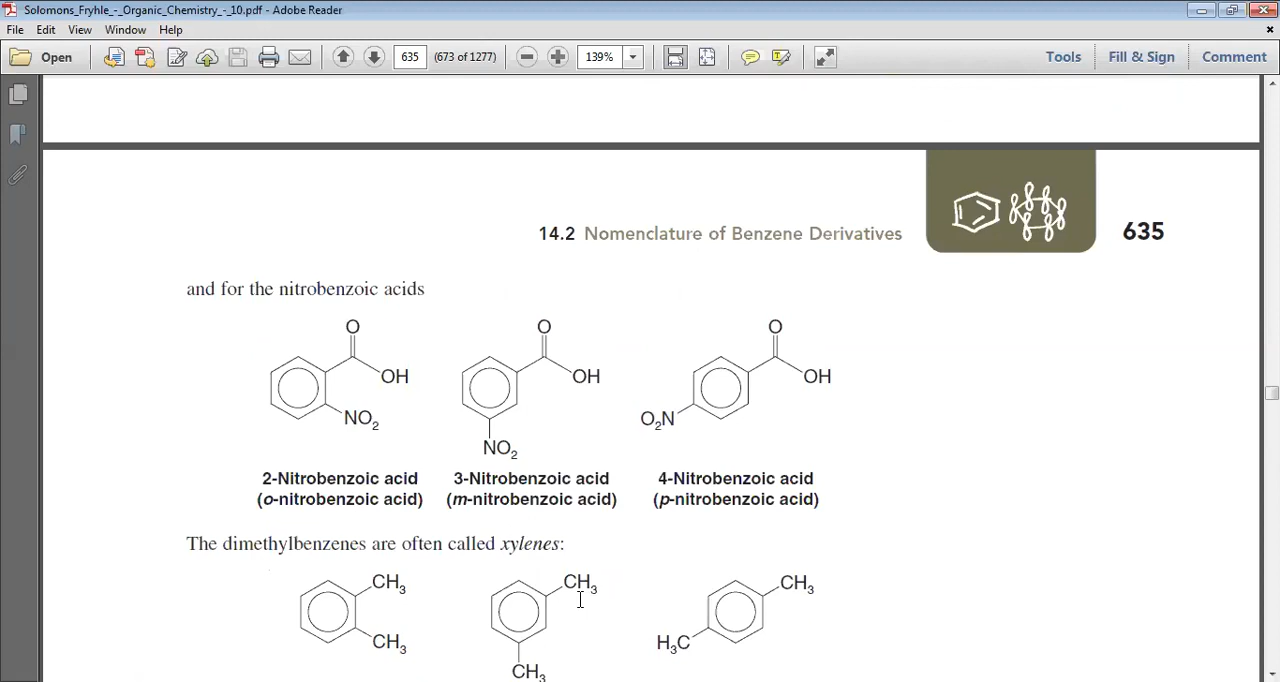 Solomons_Fryhle_-_Organic_Chemistry_-_10.pdf - Adobe Reader
File Edit View Window Help
Open 635 (673 of 1277) 139% Tools Fill & Sign Comment
14.2 Nomenclature of Benzene Derivatives 635
and for the nitrobenzoic acids
O O O
OH OH OH
NO2 O2N
NO2
2-Nitrobenzoic acid 3-Nitrobenzoic acid 4-Nitrobenzoic acid
(o-nitrobenzoic acid) (m-nitrobenzoic acid) (p-nitrobenzoic acid)
The dimethylbenzenes are often called xylenes:
CH3 CH3 CH3
CH3 H3C
CH3